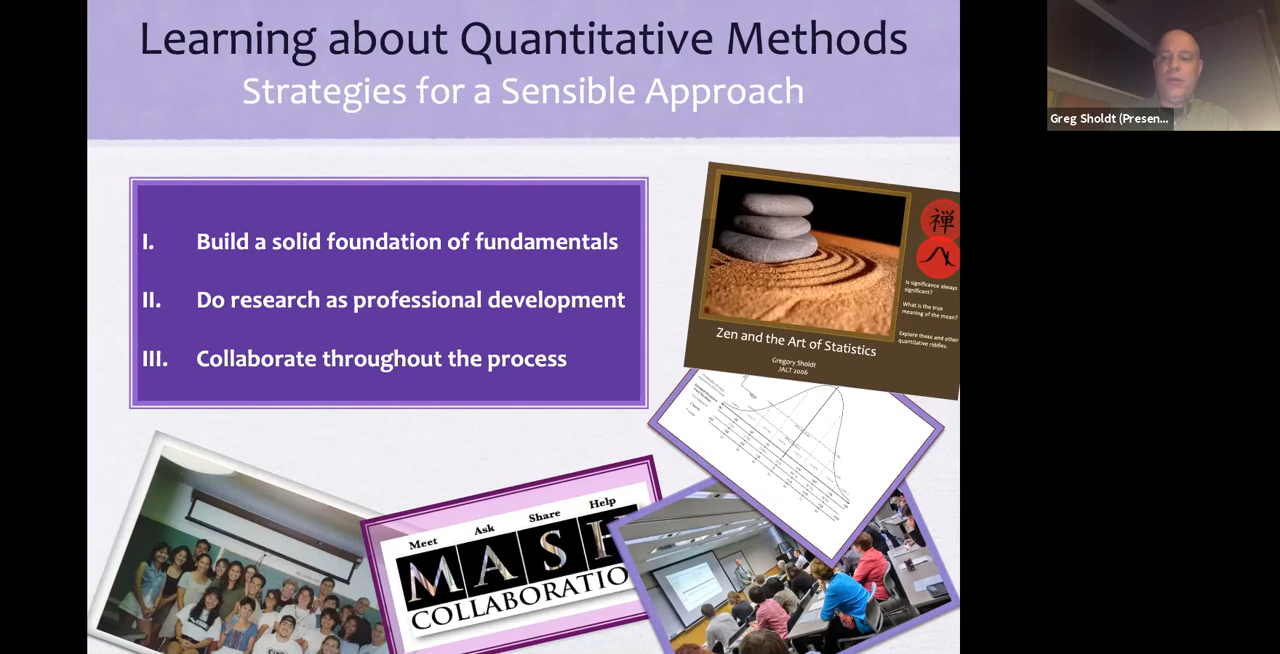 Learning about Quantitative Methods
Strategies for a Sensible Approach
Greg Sholdt (Presen...
I. Build a solid foundation of fundamentals
II. Do research as professional development
III. Collaborate throughout the process
禅
Is significance always
significant?
What is the true
meaning of the mean?
Explore these and other
quantitative riddles.
Zen and the Art of Statistics
Gregory Sholdt
JALT 2006
Meet Ask Share Help
MASH
COLLABORATIO